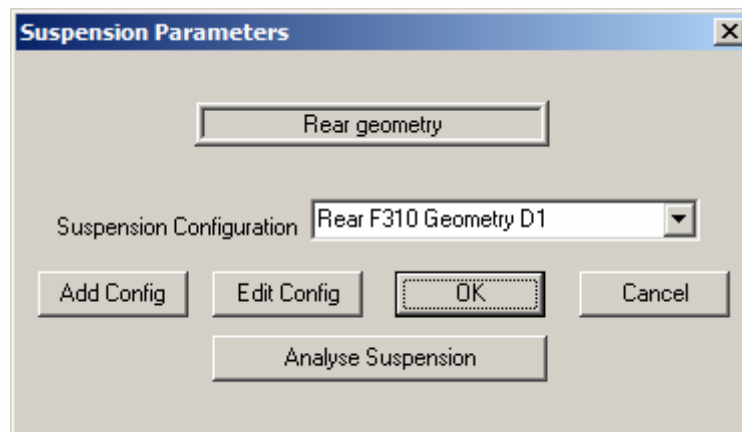 Suspension Parameters
Rear geometry
Suspension Configuration Rear F310 Geometry D1
Add Config Edit Config OK Cancel
Analyse Suspension